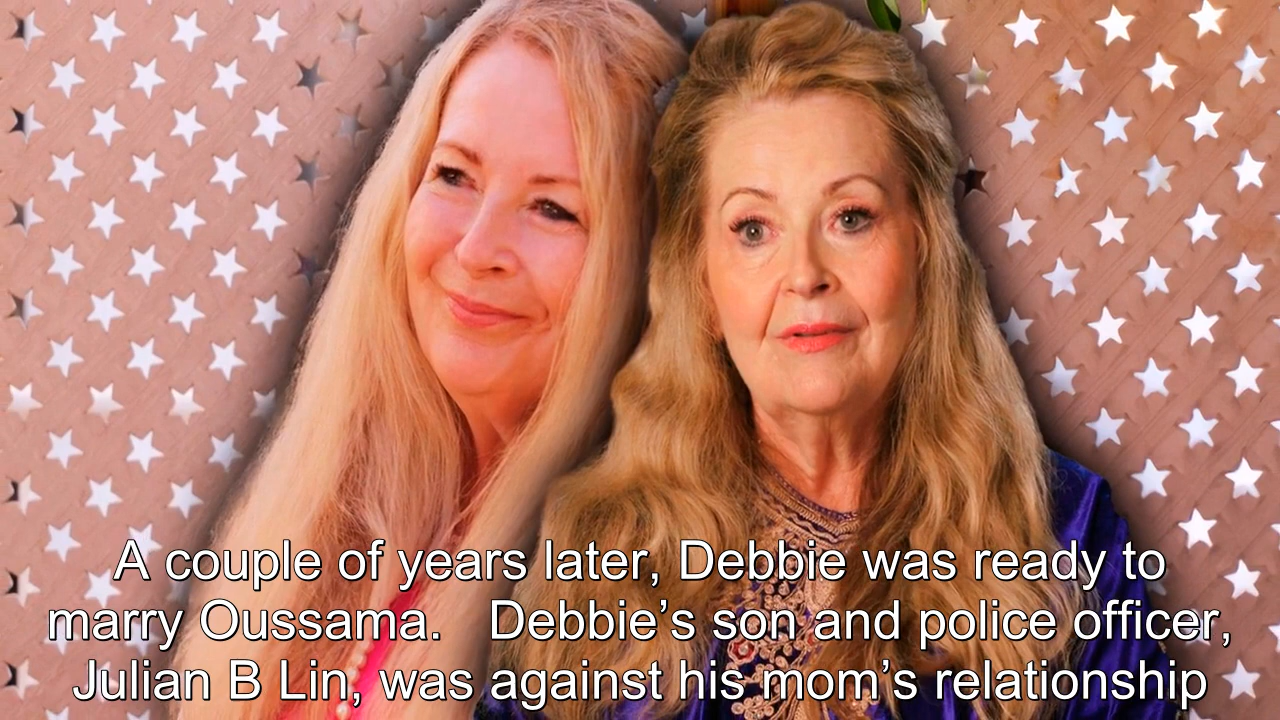 A couple of years later, Debbie was ready to
marry Oussama.   Debbie’s son and police officer,
Julian B Lin, was against his mom’s relationship